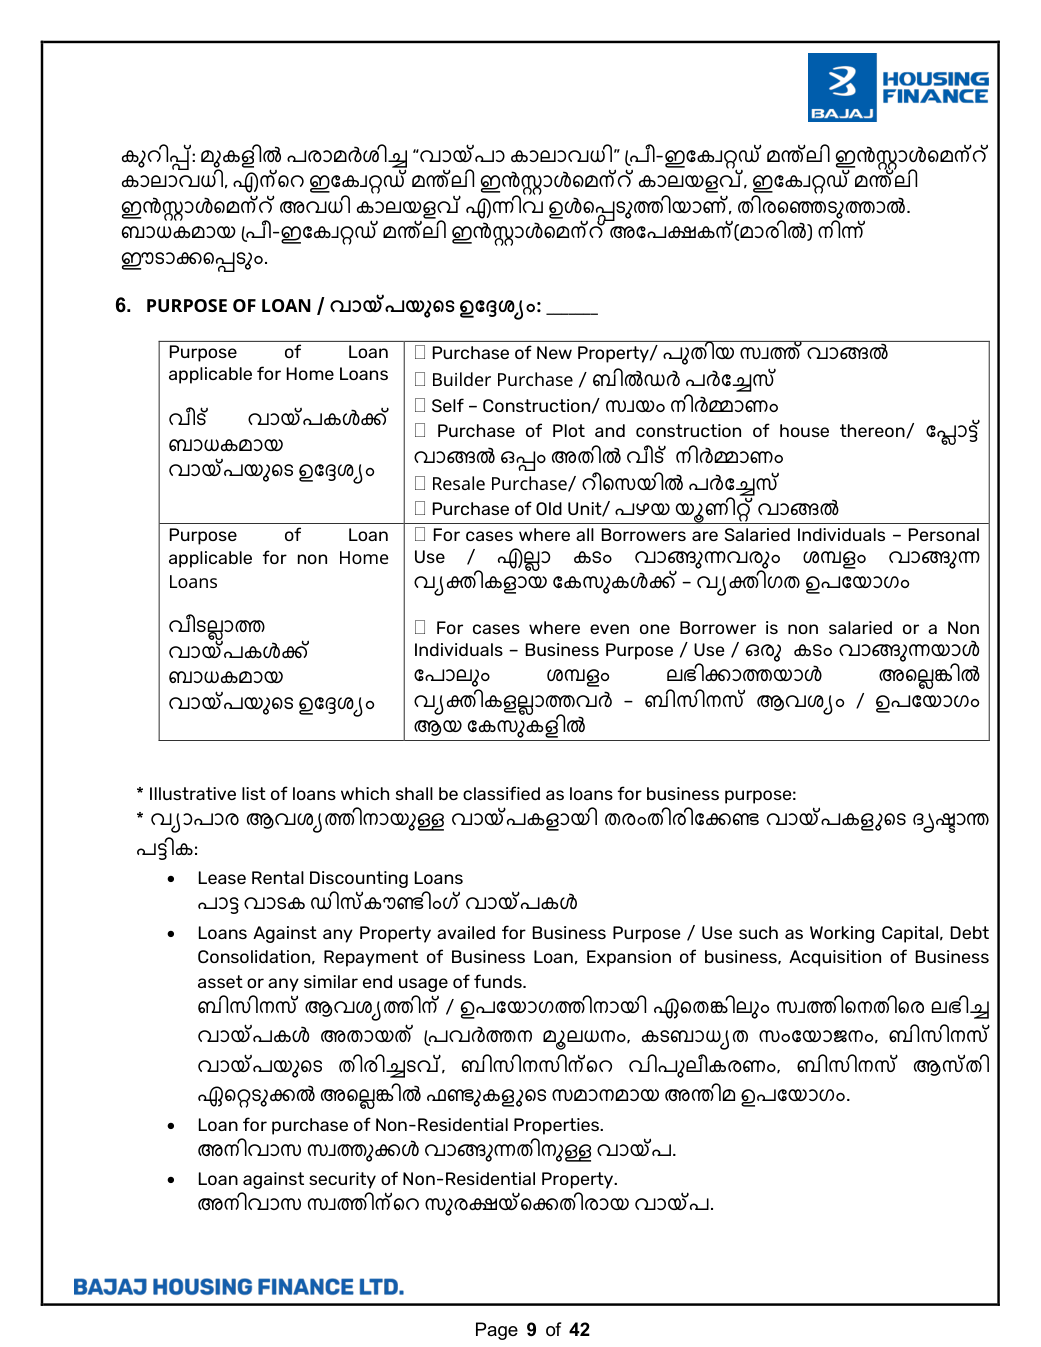 BAJAJ
HOUSING
FINANCE
കുറിപ്പ്: മുകളിൽ പരാമർശിച്ച “വായ്പാ കാലാവധി” പ്രീ-ഇക്വേറ്റഡ് മന്ത്‌ലി ഇൻസ്റ്റാൾമെന്റ്
കാലാവധി, എന്റെ ഇക്വേറ്റഡ് മന്ത്‌ലി ഇൻസ്റ്റാൾമെന്റ് കാലയളവ്, ഇക്വേറ്റഡ് മന്ത്‌ലി
ഇൻസ്റ്റാൾമെന്റ് അവധി കാലയളവ് എന്നിവ ഉൾപ്പെടുത്തിയാണ്, തിരഞ്ഞെടുത്താൽ.
ബാധകമായ പ്രീ-ഇക്വേറ്റഡ് മന്ത്‌ലി ഇൻസ്റ്റാൾമെന്റ് അപേക്ഷകന്(മാരിൽ) നിന്ന്
ഈടാക്കപ്പെടും.
6. PURPOSE OF LOAN / വായ്പയുടെ ഉദ്ദേശ്യം: _____
Purpose of Loan
applicable for Home Loans
വീട് വായ്പകൾക്ക്
ബാധകമായ
വായ്പയുടെ ഉദ്ദേശ്യം
☐ Purchase of New Property/ പുതിയ സ്വത്ത് വാങ്ങൽ
☐ Builder Purchase / ബിൽഡർ പർച്ചേസ്
☐ Self – Construction/ സ്വയം നിർമ്മാണം
☐ Purchase of Plot and construction of house thereon/ പ്ലോട്ട്
വാങ്ങൽ ഒപ്പം അതിൽ വീട് നിർമ്മാണം
☐ Resale Purchase/ റീസെയിൽ പർച്ചേസ്
☐ Purchase of Old Unit/ പഴയ യൂണിറ്റ് വാങ്ങൽ
Purpose of Loan
applicable for non Home
Loans
വീടല്ലാത്ത
വായ്പകൾക്ക്
ബാധകമായ
വായ്പയുടെ ഉദ്ദേശ്യം
☐ For cases where all Borrowers are Salaried Individuals – Personal
Use / എല്ലാ കടം വാങ്ങുന്നവരും ശമ്പളം വാങ്ങുന്ന
വ്യക്തികളായ കേസുകൾക്ക് – വ്യക്തിഗത ഉപയോഗം
☐ For cases where even one Borrower is non salaried or a Non
Individuals – Business Purpose / Use / ഒരു കടം വാങ്ങുന്നയാൾ
പോലും ശമ്പളം ലഭിക്കാത്തയാൾ അല്ലെങ്കിൽ
വ്യക്തികളല്ലാത്തവർ – ബിസിനസ് ആവശ്യം / ഉപയോഗം
ആയ കേസുകളിൽ
* Illustrative list of loans which shall be classified as loans for business purpose:
* വ്യാപാര ആവശ്യത്തിനായുള്ള വായ്പകളായി തരംതിരിക്കേണ്ട വായ്പകളുടെ ദൃഷ്ടാന്ത
പട്ടിക:
• Lease Rental Discounting Loans
പാട്ട വാടക ഡിസ്കൗണ്ടിംഗ് വായ്പകൾ
• Loans Against any Property availed for Business Purpose / Use such as Working Capital, Debt
Consolidation, Repayment of Business Loan, Expansion of business, Acquisition of Business
asset or any similar end usage of funds.
ബിസിനസ് ആവശ്യത്തിന് / ഉപയോഗത്തിനായി ഏതെങ്കിലും സ്വത്തിനെതിരെ ലഭിച്ച
വായ്പകൾ അതായത് പ്രവർത്തന മൂലധനം, കടബാധ്യത സംയോജനം, ബിസിനസ്
വായ്പയുടെ തിരിച്ചടവ്, ബിസിനസിന്റെ വിപുലീകരണം, ബിസിനസ് ആസ്തി
ഏറ്റെടുക്കൽ അല്ലെങ്കിൽ ഫണ്ടുകളുടെ സമാനമായ അന്തിമ ഉപയോഗം.
• Loan for purchase of Non-Residential Properties.
അനിവാസ സ്വത്തുക്കൾ വാങ്ങുന്നതിനുള്ള വായ്പ.
• Loan against security of Non-Residential Property.
അനിവാസ സ്വത്തിന്റെ സുരക്ഷയ്ക്കെതിരായ വായ്പ.
BAJAJ HOUSING FINANCE LTD.
Page 9 of 42